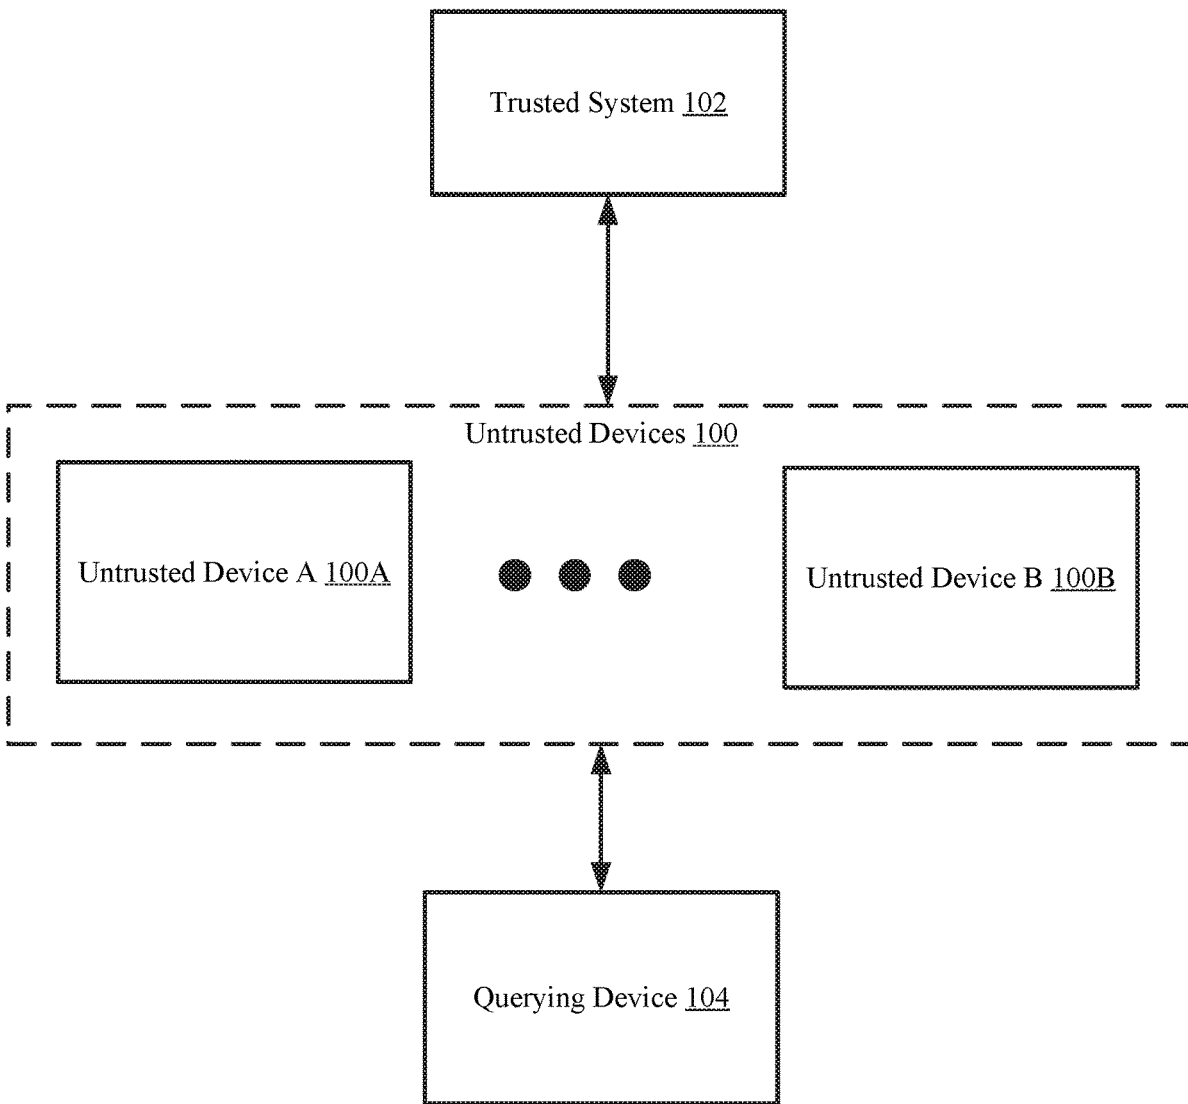 Trusted System 102
Untrusted Devices 100
Untrusted Device A 100A
Untrusted Device B 100B
Querying Device 104